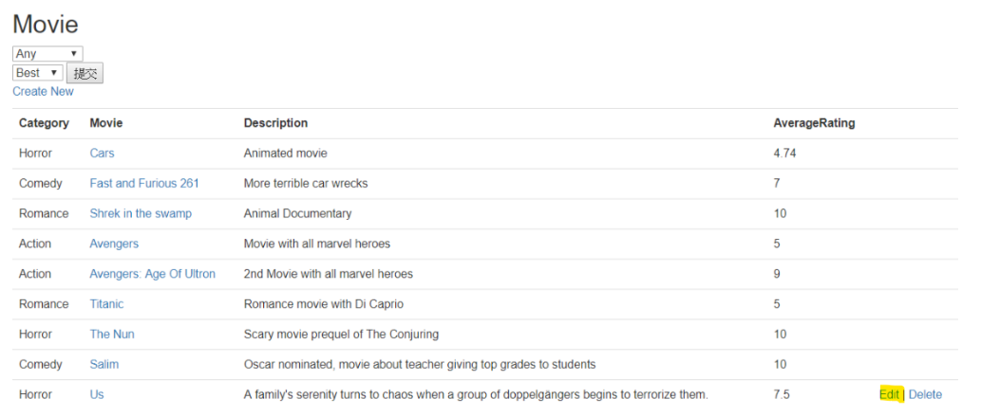 Movie
Any
Best 提交
Create New
Category Movie Description AverageRating
Horror Cars Animated movie 4.74
Comedy Fast and Furious 261 More terrible car wrecks 7
Romance Shrek in the swamp Animal Documentary 10
Action Avengers Movie with all marvel heroes 5
Action Avengers: Age Of Ultron 2nd Movie with all marvel heroes 9
Romance Titanic Romance movie with Di Caprio 5
Horror The Nun Scary movie prequel of The Conjuring 10
Comedy Salim Oscar nominated, movie about teacher giving top grades to students 10
Horror Us A family's serenity turns to chaos when a group of doppelgängers begins to terrorize them. 7.5 Edit | Delete